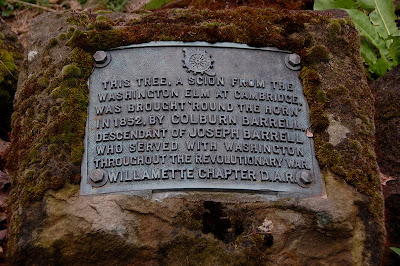 THIS TREE, A SCION FROM THE
WASHINGTON ELM AT CAMBRIDGE,
WAS BROUGHT 'ROUND THE HORN
IN 1852, BY COLBURN BARRELL
DESCENDANT OF JOSEPH BARRELL
WHO SERVED WITH WASHINGTON
THROUGHOUT THE REVOLUTIONARY WAR.
WILLAMETTE CHAPTER D.A.R.